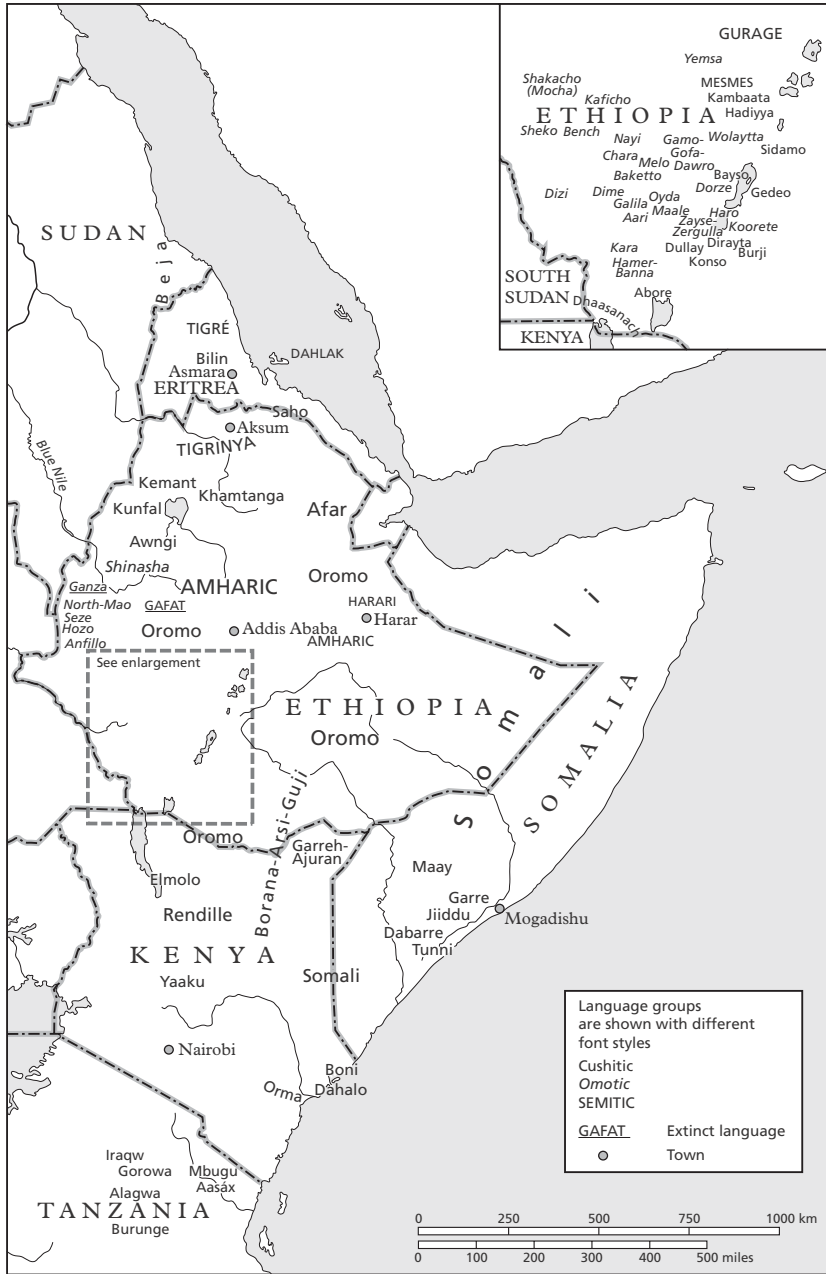 GURAGE
Yemsa
Shakacho
(Mocha)
MESMES
Kaficho
Kambaata
Hadiyya
ETHIOPIA
Sheko
Bench
Nayi
Gamo-
Gofa-
Dawro
Wolaytta
Sidamo
Chara
Melo
Baketto
Bayso
Dorze
Gedeo
Dizi
Dime
Oyda
Galila
Maale
Aari
Haro
Zayse-
Zergulla
Koorete
Kara
Dullay
Dirayta
Burji
Hamer-
Banna
Konso
SOUTH
SUDAN
Abore
Dhaasanach
KENYA
SUDAN
Beja
TIGRÉ
DAHLAK
Bilin
Asmara
ERITREA
Saho
Aksum
TIGRINYA
Blue Nile
Kemant
Khamtanga
Kunfal
Afar
Awngi
Shinasha
AMHARIC
Oromo
Ganza
North-Mao
GAFAT
HARARI
Seze
Harar
Hozo
Oromo
Addis Ababa
Anfillo
AMHARIC
See enlargement
Somali
ETHIOPIA
Oromo
SOMALIA
Borana-Arsi-Guji
Oromo
Garreh-
Ajuran
Elmolo
Maay
Rendille
Garre
Jiiddu
Mogadishu
Dabarre
Tunni
KENYA
Yaaku
Somali
Nairobi
Boni
Orma
Dahalo
Iraqw
Gorowa
Mbugu
Aasáx
Alagwa
TANZANIA
Burunge
Language groups
are shown with different
font styles
Cushitic
Omotic
SEMITIC
GAFAT Extinct language
Town
0 250 500 750 1000 km
0 100 200 300 400 500 miles